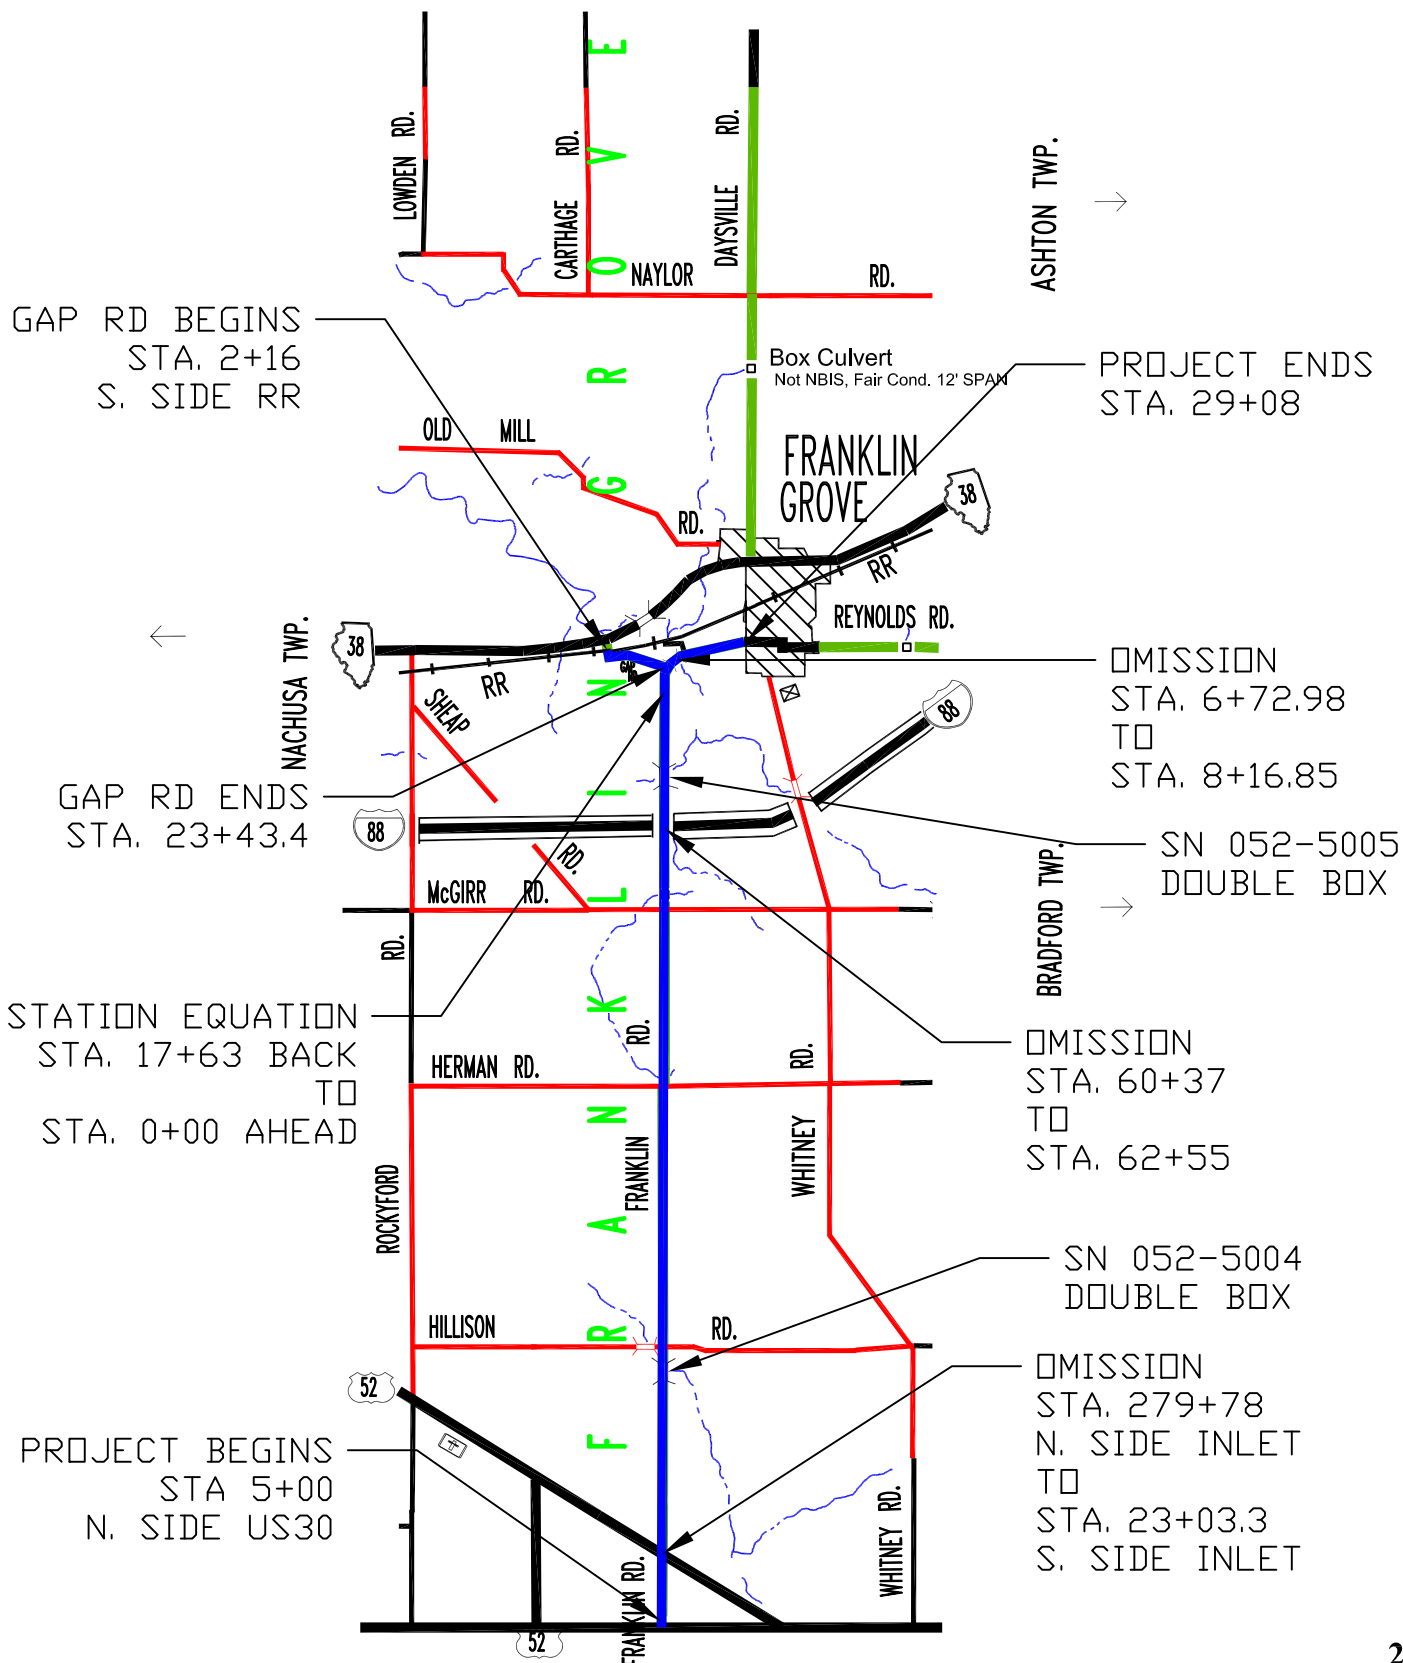 LOWDEN RD.
CARTHAGE RD.
DAYSVILLE RD.
ASHTON TWP.
NAYLOR RD.
GAP RD BEGINS
STA. 2+16
S. SIDE RR
Box Culvert
Not NBIS, Fair Cond. 12' SPAN
PROJECT ENDS
STA. 29+08
OLD MILL RD.
FRANKLIN
GROVE
38
RR
REYNOLDS RD.
NACHUSA TWP.
38
RR
SHEAP RD.
GAP RD.
OMISSION
STA. 6+72.98
TO
STA. 8+16.85
88
GAP RD ENDS
STA. 23+43.4
88
SN 052-5005
DOUBLE BOX
McGIRR RD.
BRADFORD TWP.
STATION EQUATION
STA. 17+63 BACK
TO
STA. 0+00 AHEAD
HERMAN RD.
OMISSION
STA. 60+37
TO
STA. 62+55
ROCKYFORD RD.
FRANKLIN RD.
WHITNEY RD.
FRANKLIN GROVE
SN 052-5004
DOUBLE BOX
HILLISON RD.
52
OMISSION
STA. 279+78
N. SIDE INLET
TO
STA. 23+03.3
S. SIDE INLET
PROJECT BEGINS
STA 5+00
N. SIDE US30
FRANKLIN RD.
WHITNEY RD.
52
2